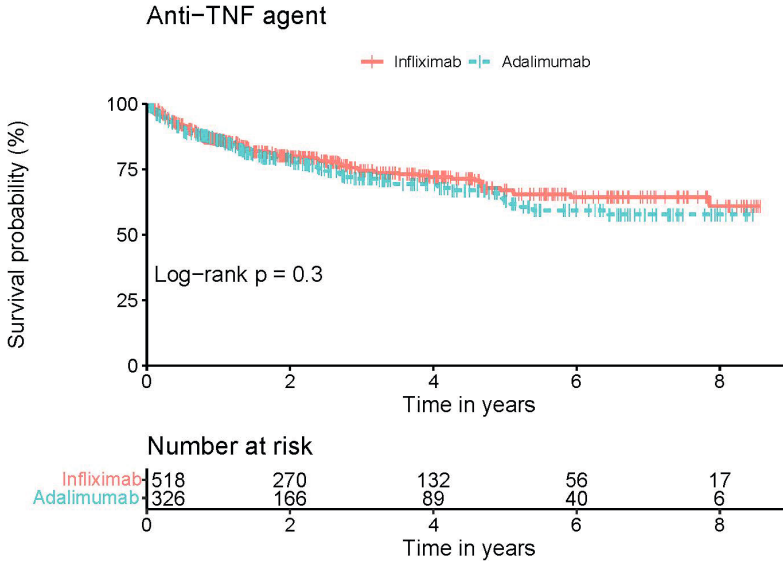 Anti−TNF agent
Infliximab Adalimumab
Survival probability (%)
100
75
50
25
0
Log−rank p = 0.3
0 2 4 6 8
Time in years
Number at risk
Infliximab 518 270 132 56 17
Adalimumab 326 166 89 40 6
0 2 4 6 8
Time in years